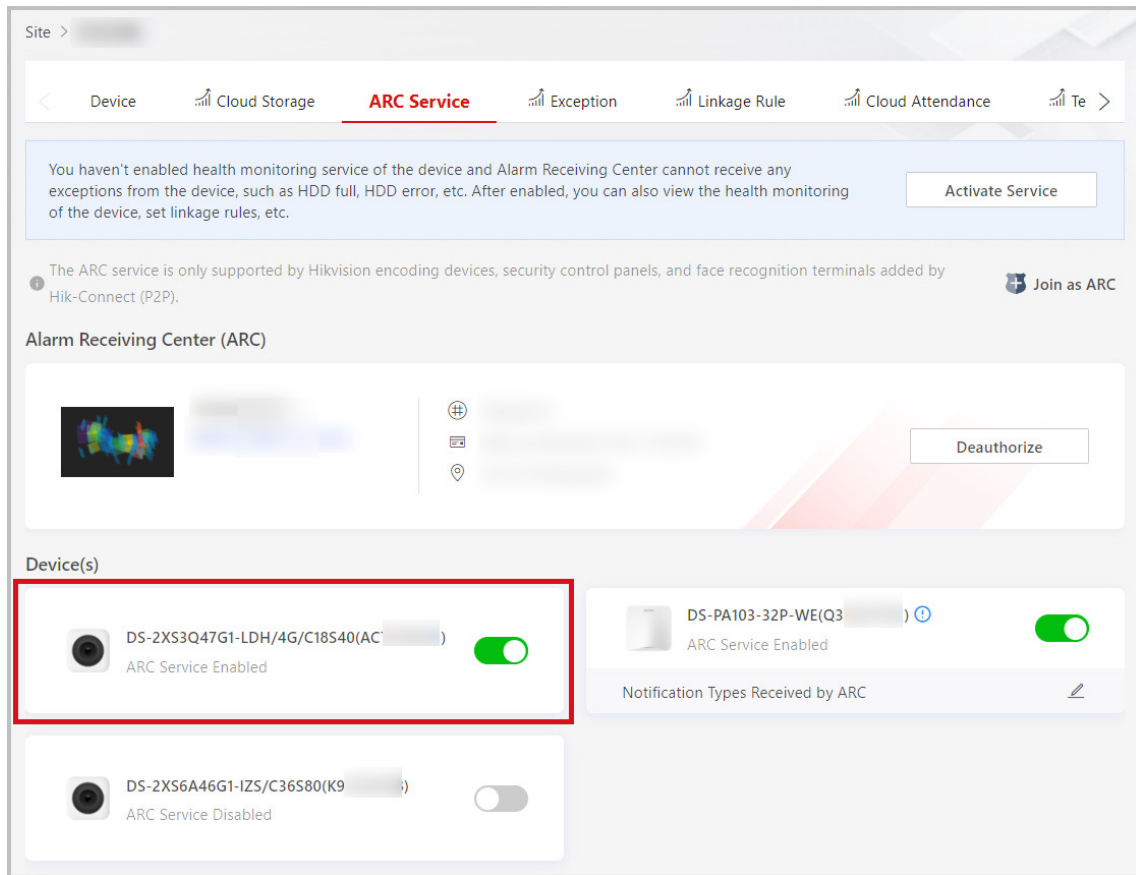 Site >
Device
Cloud Storage
ARC Service
Exception
Linkage Rule
Cloud Attendance
Te
You haven't enabled health monitoring service of the device and Alarm Receiving Center cannot receive any
exceptions from the device, such as HDD full, HDD error, etc. After enabled, you can also view the health monitoring
of the device, set linkage rules, etc.
Activate Service
The ARC service is only supported by Hikvision encoding devices, security control panels, and face recognition terminals added by
Hik-Connect (P2P).
Join as ARC
Alarm Receiving Center (ARC)
Deauthorize
Device(s)
DS-2XS3Q47G1-LDH/4G/C18S40(AC )
ARC Service Enabled
DS-PA103-32P-WE(Q3 )
ARC Service Enabled
Notification Types Received by ARC
DS-2XS6A46G1-IZS/C36S80(K9 )
ARC Service Disabled